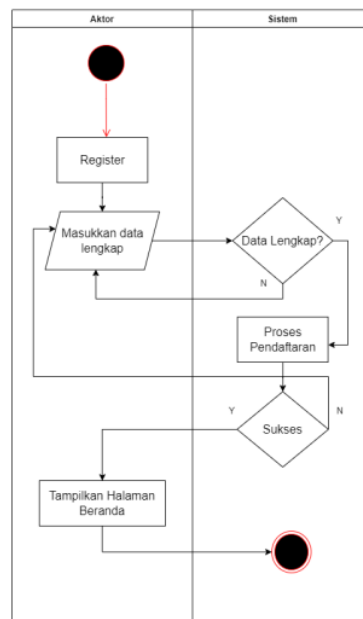 Aktor
Sistem
Register
Masukkan data
lengkap
Data Lengkap?
Y
N
Proses
Pendaftaran
Y
Sukses
N
Tampilkan Halaman
Beranda